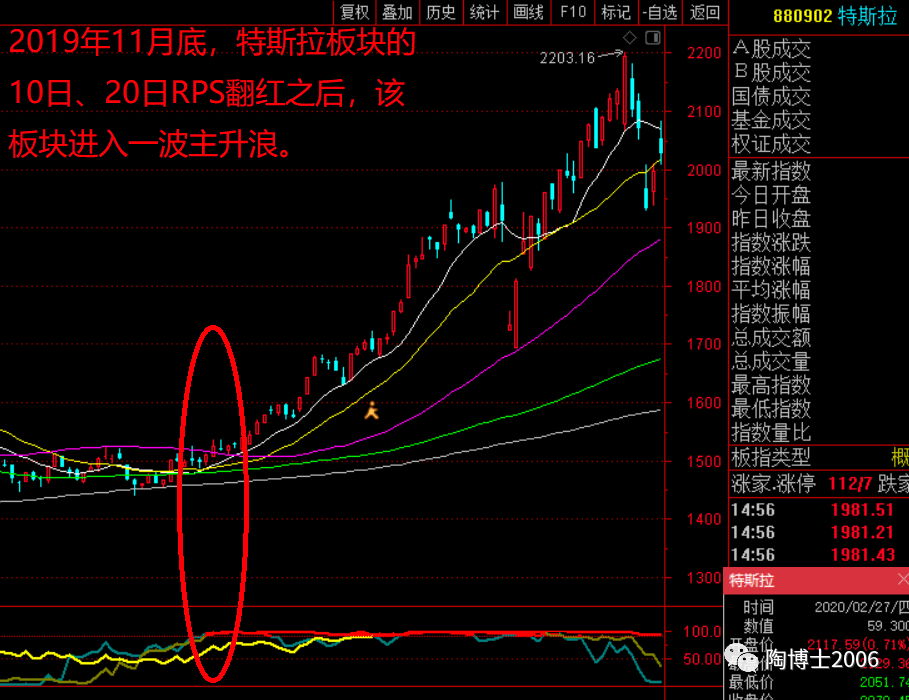 复权 叠加 历史 统计 画线 F10 标记 -自选 返回
880902 特斯拉
2019年11月底，特斯拉板块的
10日、20日RPS翻红之后，该
板块进入一波主升浪。
2203.16
2200
2100
2000
1900
1800
1700
1600
1500
1400
1300
100.0
50.00
A股成交
B股成交
国债成交
基金成交
权证成交
最新指数
今日开盘
昨日收盘
指数涨跌
指数涨幅
平均涨幅
指数振幅
总成交额
总成交量
最高指数
最低指数
指数量比
板指类型 概
涨家.涨停 112/7 跌家
14:56 1981.51
14:56 1981.21
14:56 1981.43
特斯拉
时间 2020/02/27/四
数值 59.300
开盘价 2117.59(0.71%)
陶博士2006
最低价 2051.74